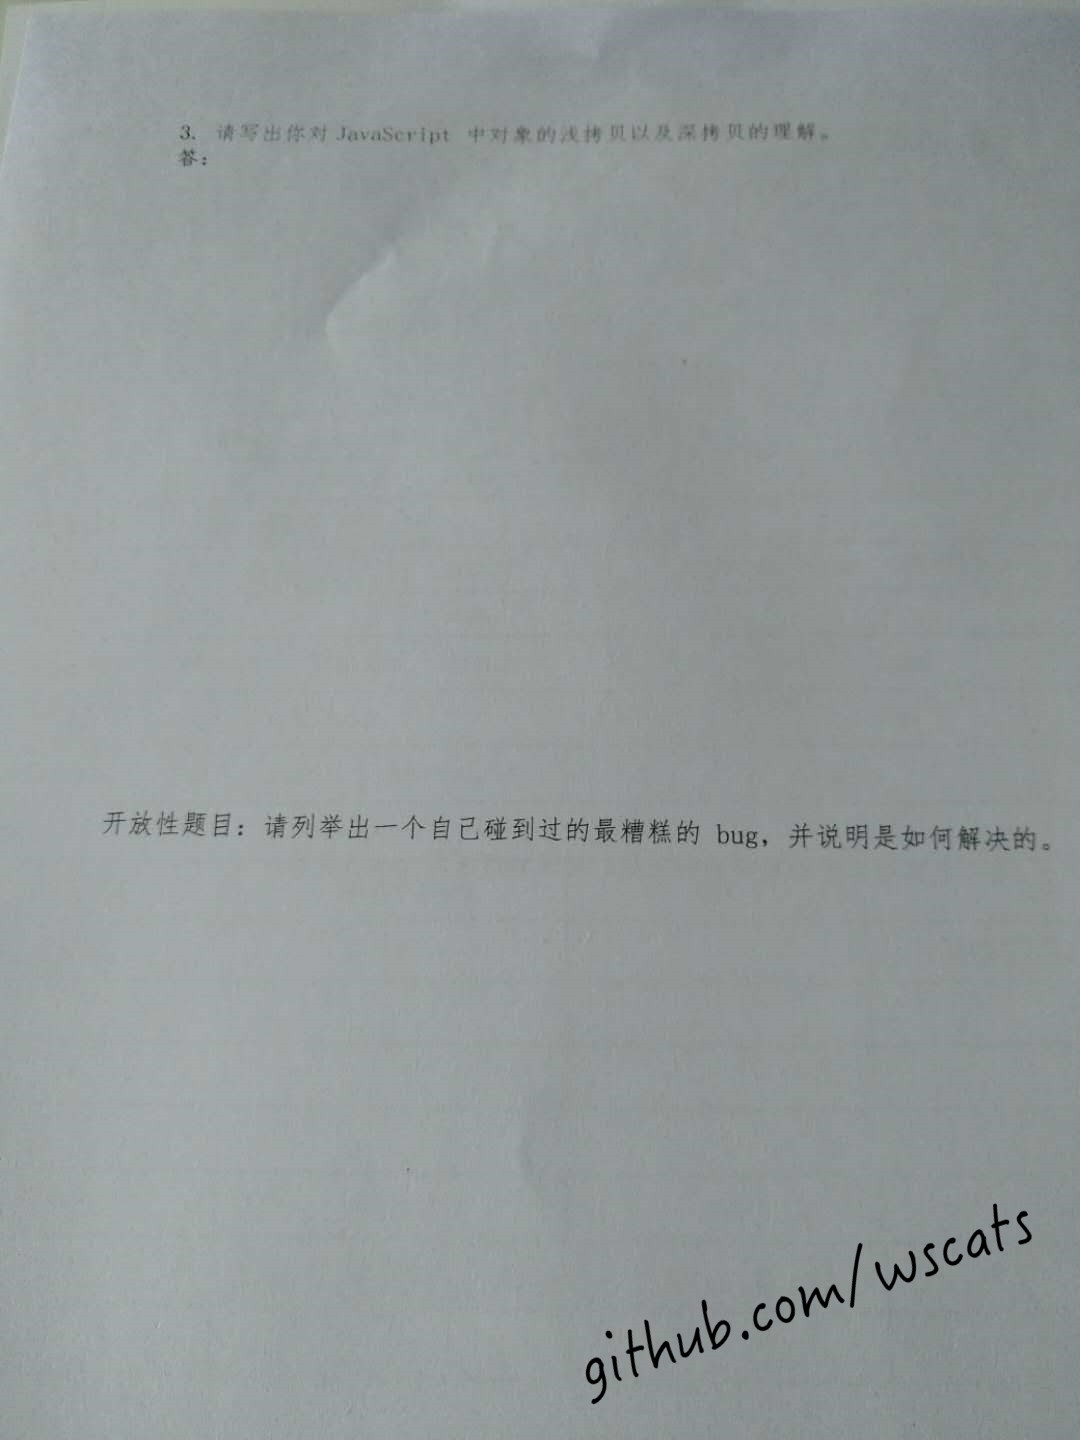 3. 请写出你对 JavaScript 中对象的浅拷贝以及深拷贝的理解。
答：
开放性题目：请列举出一个自己碰到过的最糟糕的 bug，并说明是如何解决的。
github.com/wscats